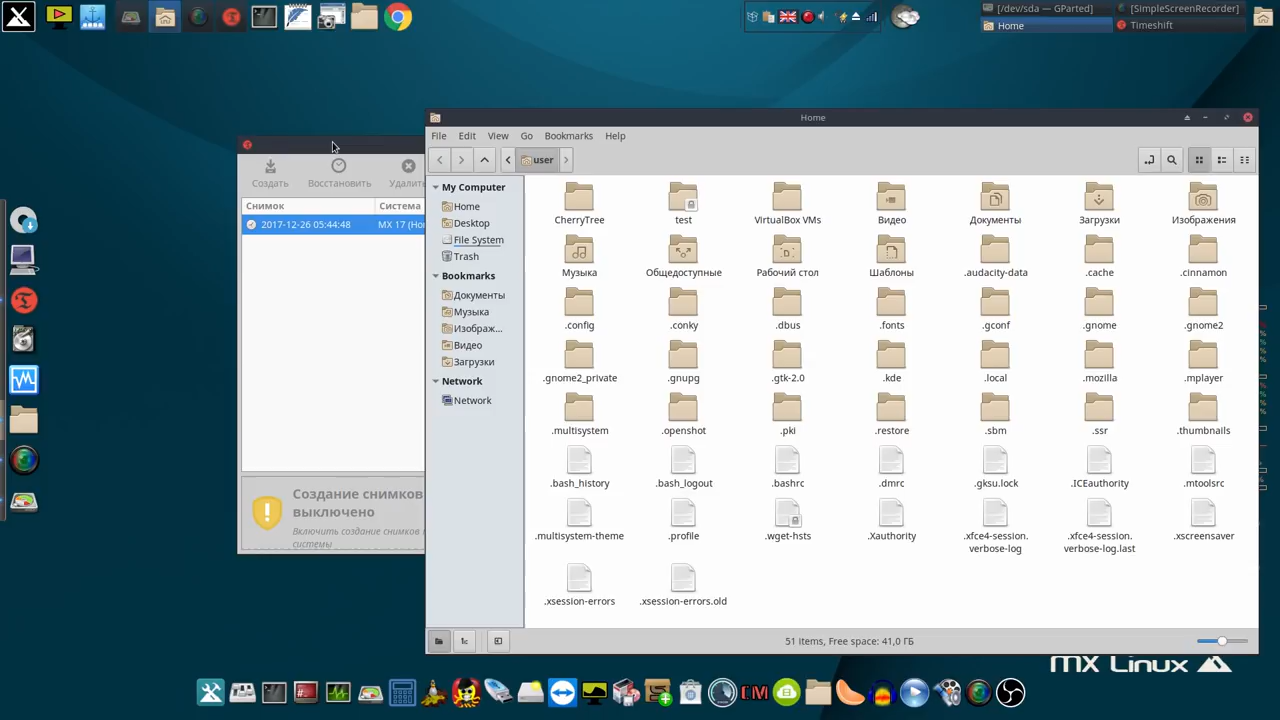 [/dev/sda — GParted]
[SimpleScreenRecorder]
Home
Timeshift
Home
File Edit View Go Bookmarks Help
user
Создать
Восстановить
Удалить
Снимок
Система
2017-12-26 05:44:48
MX 17 (Ho
Создание снимков
выключено
Включить создание снимков
системы
My Computer
Home
Desktop
File System
Trash
Bookmarks
Документы
Музыка
Изображ...
Видео
Загрузки
Network
Network
CherryTree
test
VirtualBox VMs
Видео
Документы
Загрузки
Изображения
Музыка
Общедоступные
Рабочий стол
Шаблоны
.audacity-data
.cache
.cinnamon
.config
.conky
.dbus
.fonts
.gconf
.gnome
.gnome2
.gnome2_private
.gnupg
.gtk-2.0
.kde
.local
.mozilla
.mplayer
.multisystem
.openshot
.pki
.restore
.sbm
.ssr
.thumbnails
.bash_history
.bash_logout
.bashrc
.dmrc
.gksu.lock
.ICEauthority
.mtoolsrc
.multisystem-theme
.profile
.wget-hsts
.Xauthority
.xfce4-session.
verbose-log
.xfce4-session.
verbose-log.last
.xscreensaver
.xsession-errors
.xsession-errors.old
51 items, Free space: 41,0 ГБ
MX Linux